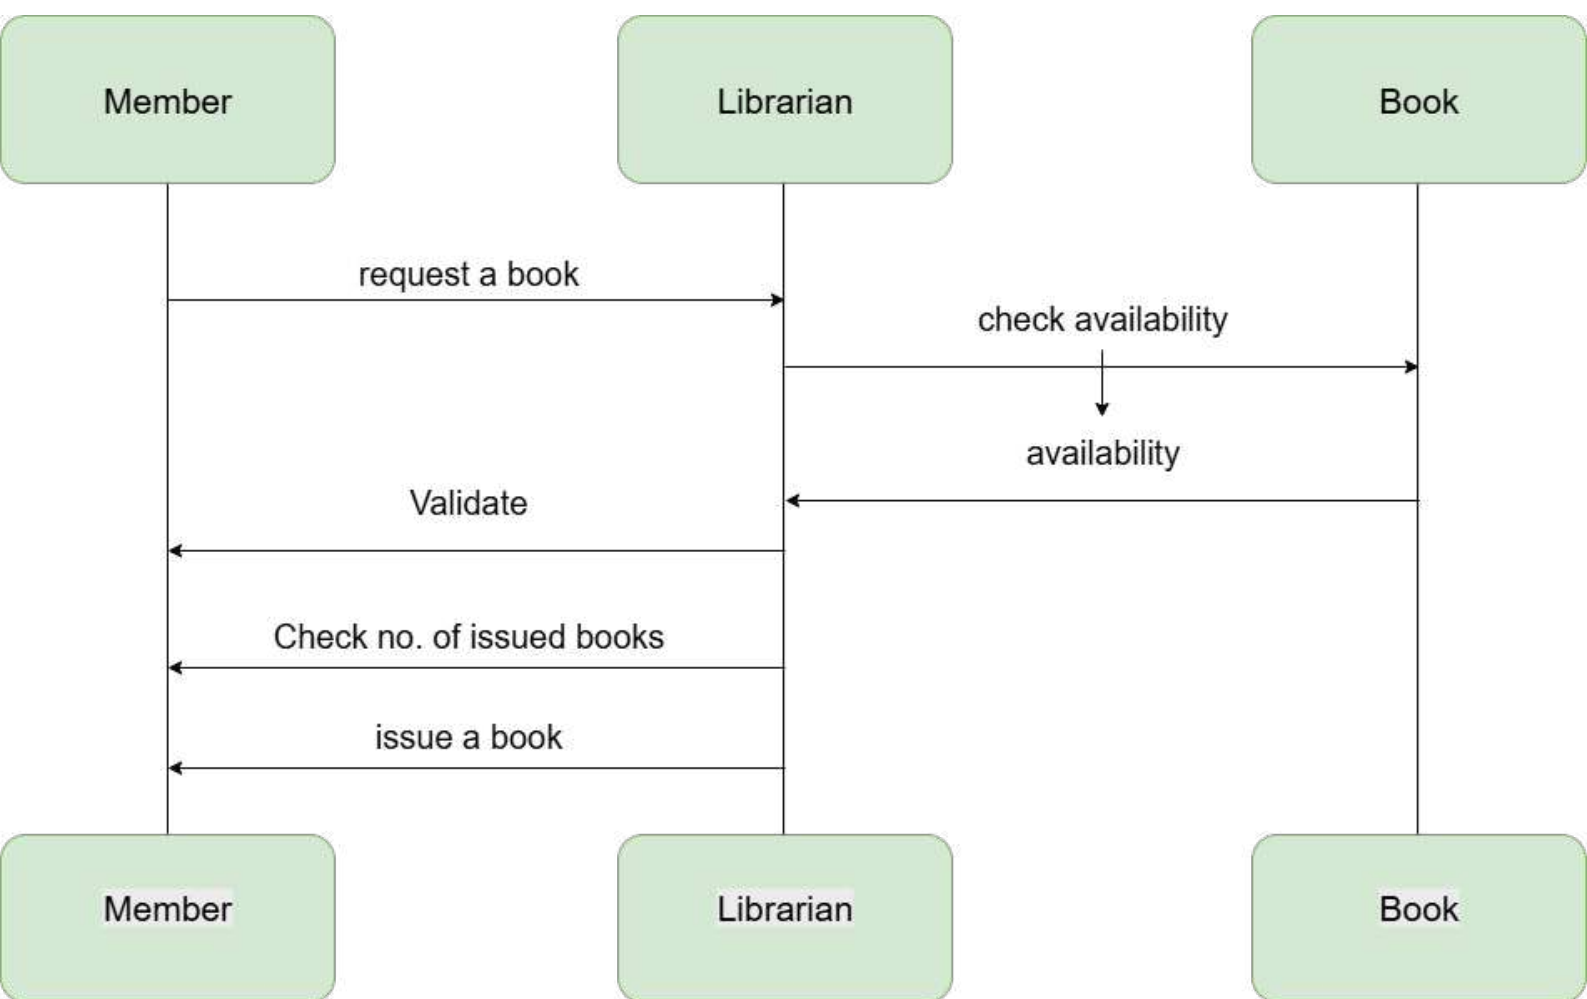 Member
Librarian
Book
request a book
check availability
availability
Validate
Check no. of issued books
issue a book
Member
Librarian
Book